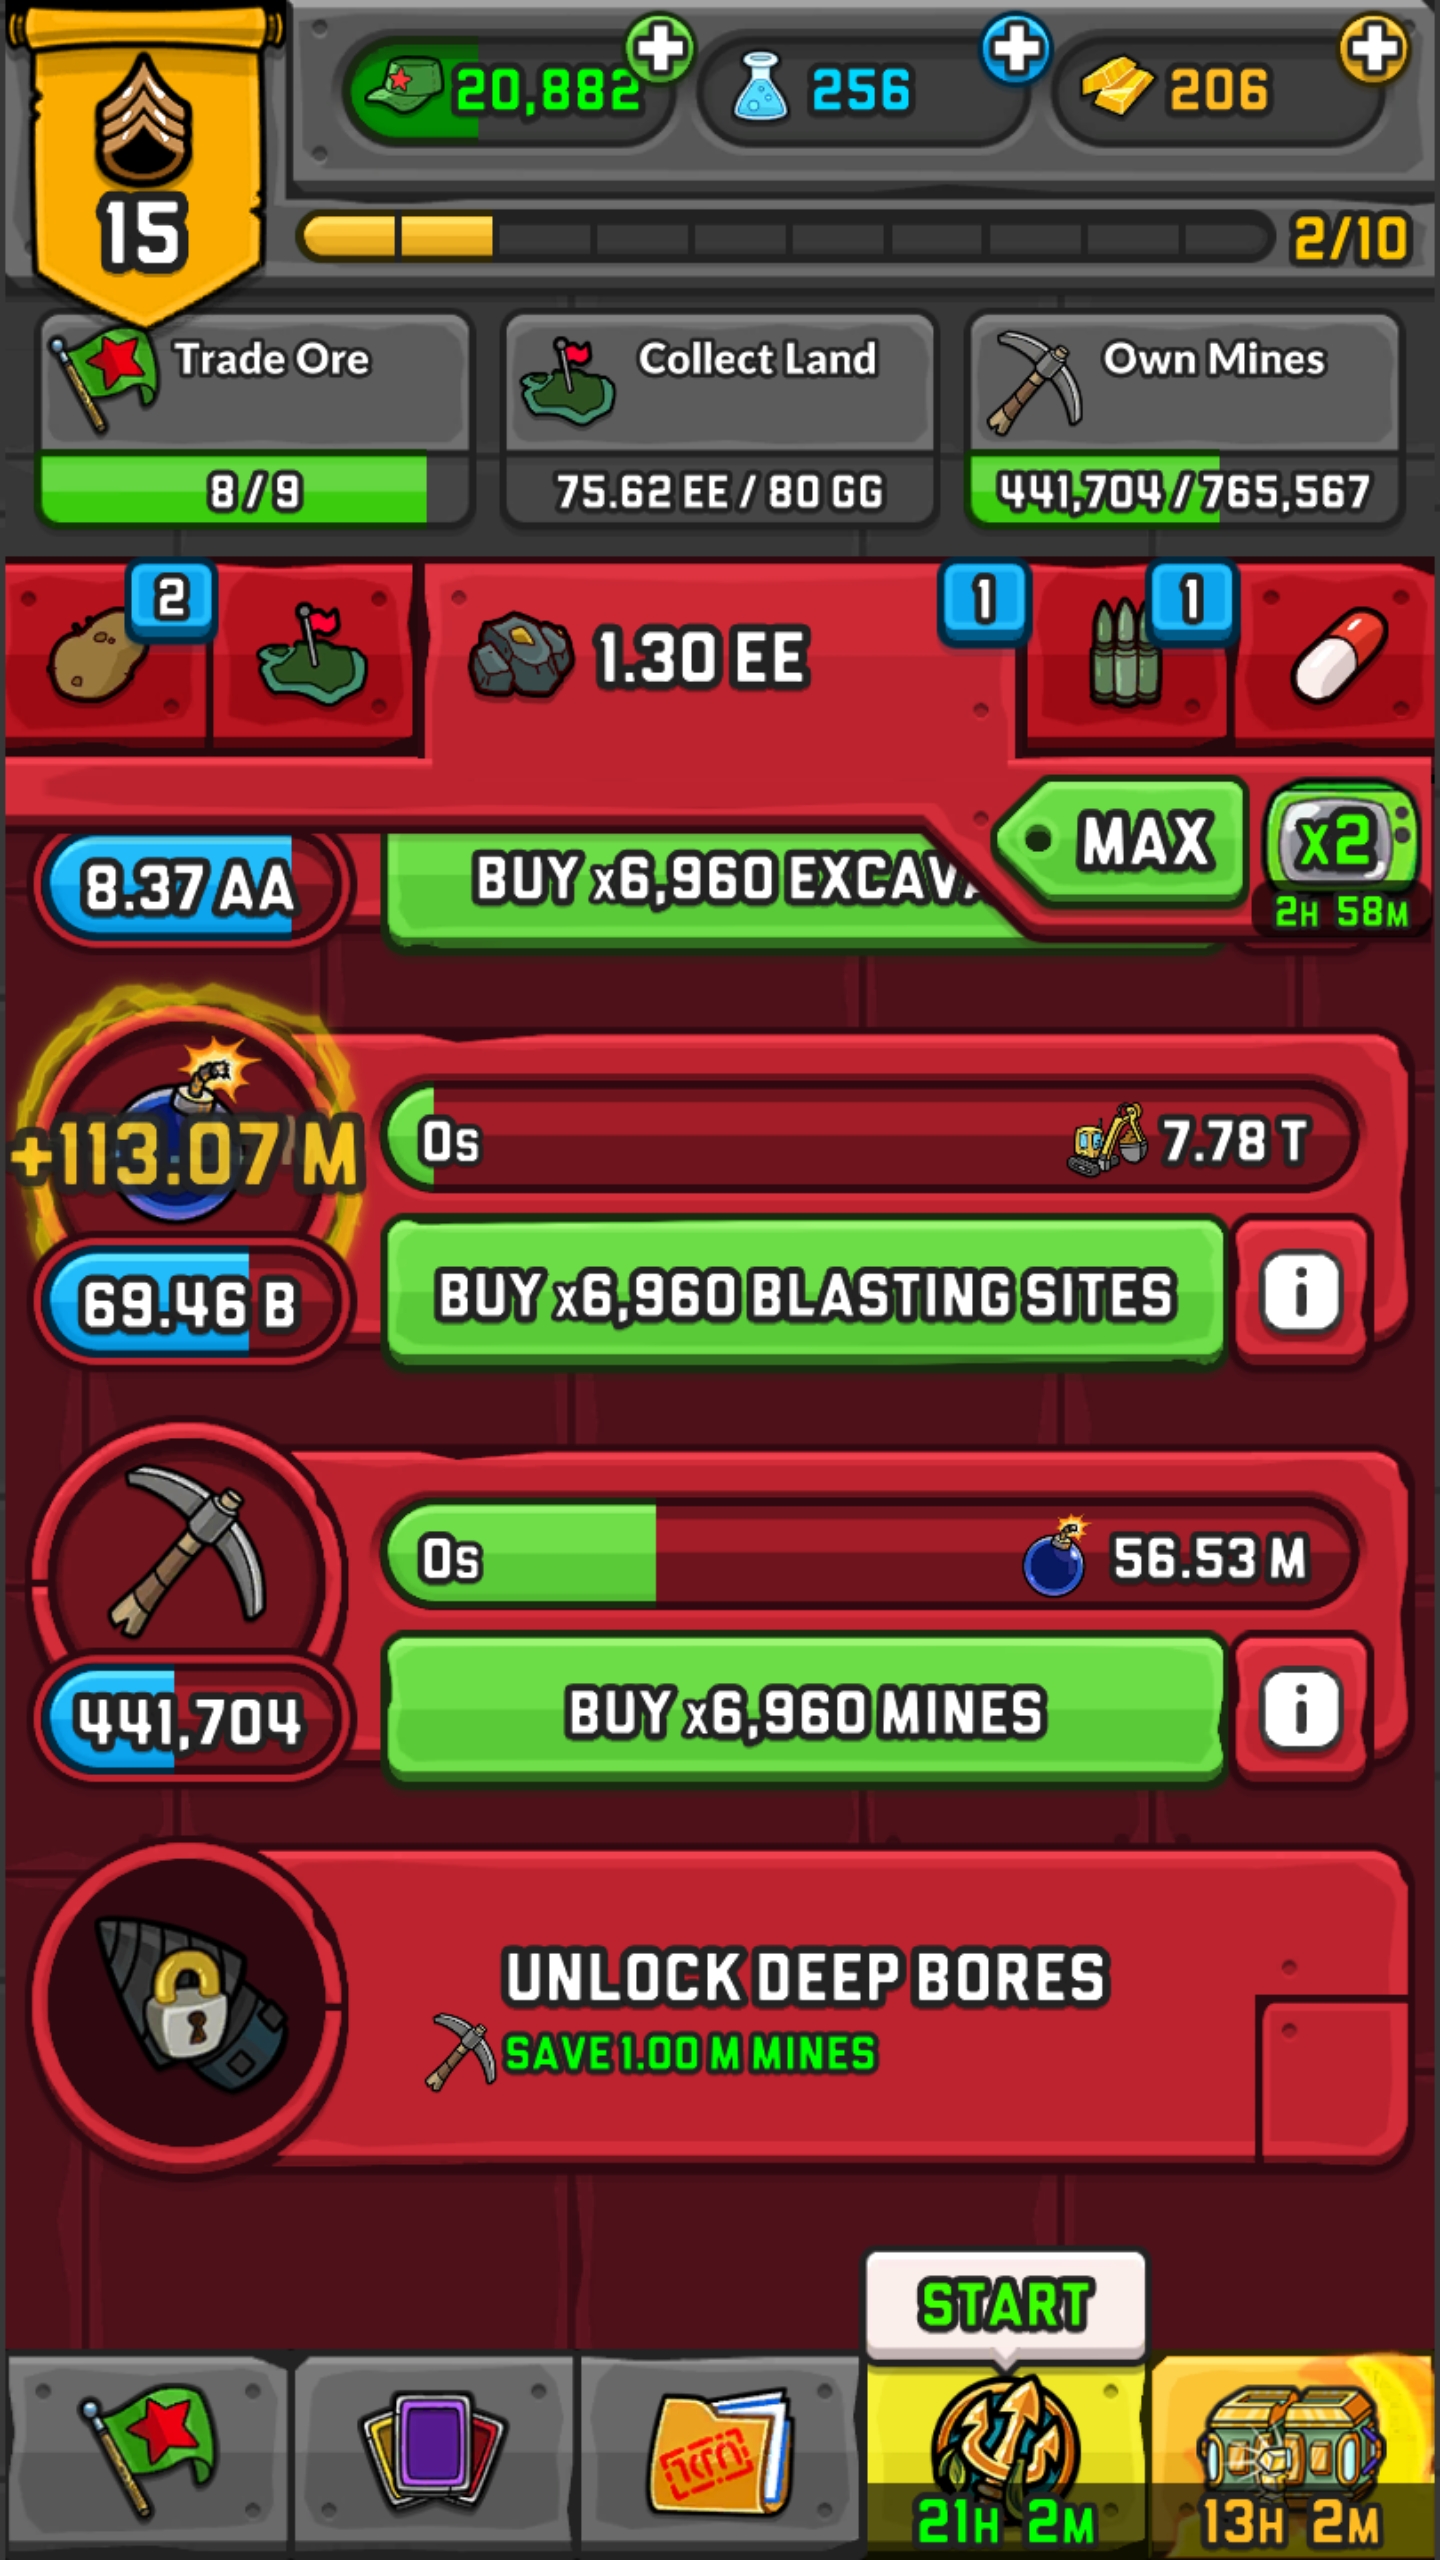 20,882
256
206
15
2/10
Trade Ore
Collect Land
Own Mines
8/9
75.62 EE / 80 GG
441,704/765,567
2
1
1
1.30 EE
MAX
x2
2H 58M
8.37 AA
BUY x6,960
+113.07 M
0s
7.78 T
69.46 B
BUY x6,960 BLASTING SITES
i
0s
56.53 M
441,704
BUY x6,960 MINES
i
UNLOCK DEEP BORES
SAVE 1.00 M MINES
START
21H 2M
13H 2M